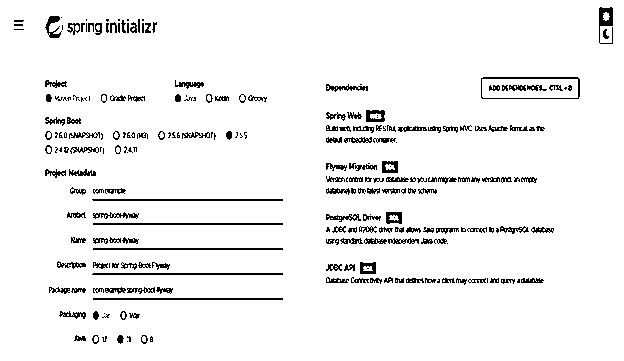 spring initializr
Project
Maven Project Gradle Project
Language
Java Kotlin Groovy
Spring Boot
2.6.0 (SNAPSHOT) 2.6.0 (M3) 2.5.6 (SNAPSHOT) 2.5.5
2.4.12 (SNAPSHOT) 2.4.11
Project Metadata
Group com.example
Artifact spring-boot-flyway
Name spring-boot-flyway
Description Project for Spring Boot Flyway
Package name com.example.spring-boot-flyway
Packaging Jar War
Java 17 11 8
Dependencies
ADD DEPENDENCIES... CTRL + B
Spring Web WEB
Build web, including RESTful, applications using Spring MVC. Uses Apache Tomcat as the
default embedded container.
Flyway Migration SQL
Version control for your database so you can migrate from any version (incl. an empty
database) to the latest version of the schema.
PostgreSQL Driver SQL
A JDBC and R2DBC driver that allows Java programs to connect to a PostgreSQL database
using standard, database independent Java code.
JDBC API SQL
Database Connectivity API that defines how a client may connect and query a database.